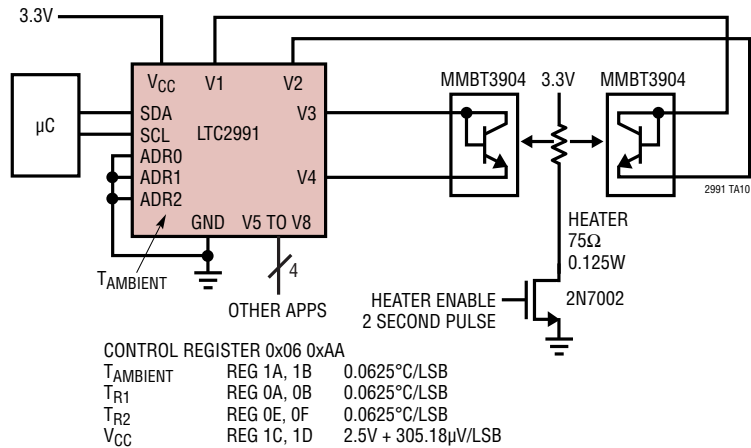 3.3V
VCC V1 V2
MMBT3904 3.3V MMBT3904
µC
SDA
SCL
ADR0
ADR1
ADR2
LTC2991
V3
V4
GND V5 TO V8
2991 TA10
TAMBIENT
4
OTHER APPS
HEATER
75Ω
0.125W
HEATER ENABLE
2 SECOND PULSE
2N7002
CONTROL REGISTER 0x06 0xAA
TAMBIENT REG 1A, 1B 0.0625°C/LSB
TR1 REG 0A, 0B 0.0625°C/LSB
TR2 REG 0E, 0F 0.0625°C/LSB
VCC REG 1C, 1D 2.5V + 305.18µV/LSB